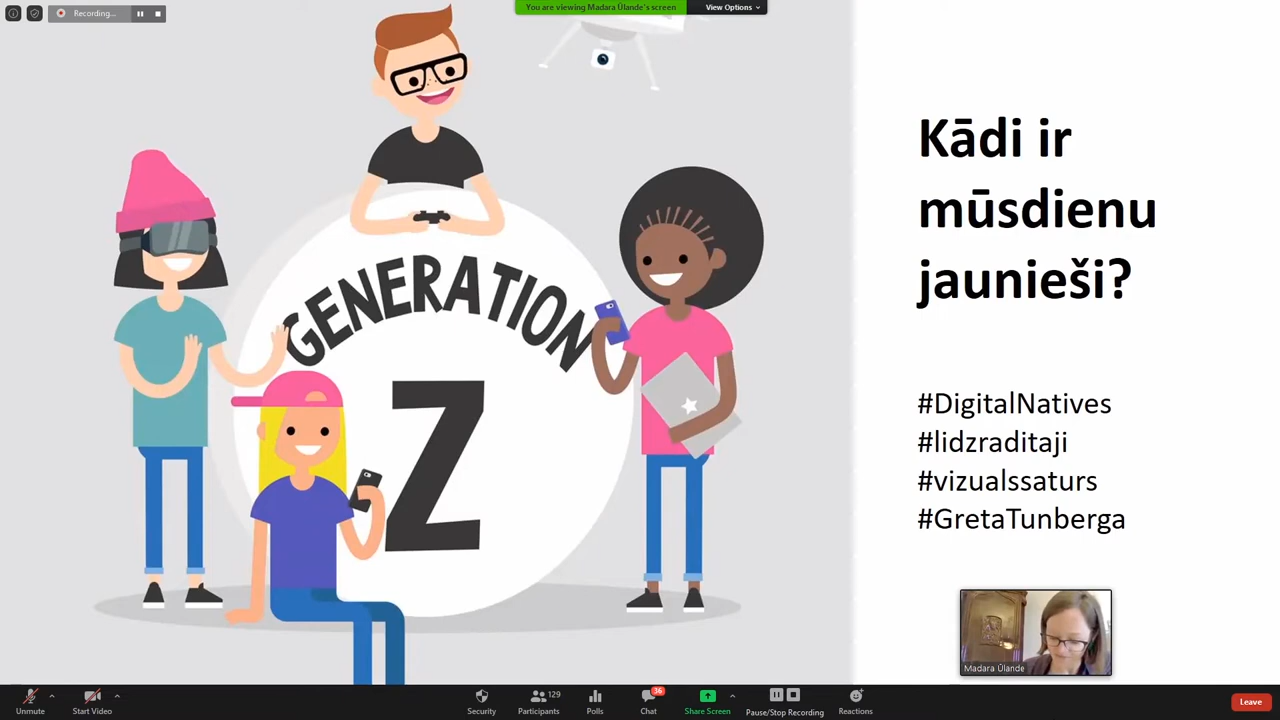 Recording...
You are viewing Madara Ūlande's screen
View Options
GENERATION
Z
Kādi ir
mūsdienu
jaunieši?
#DigitalNatives
#lidzraditaji
#vizualssaturs
#GretaTunberga
Madara Ūlande
Unmute
Start Video
Security
Participants
129
Polls
Chat
36
Share Screen
Pause/Stop Recording
Reactions
Leave